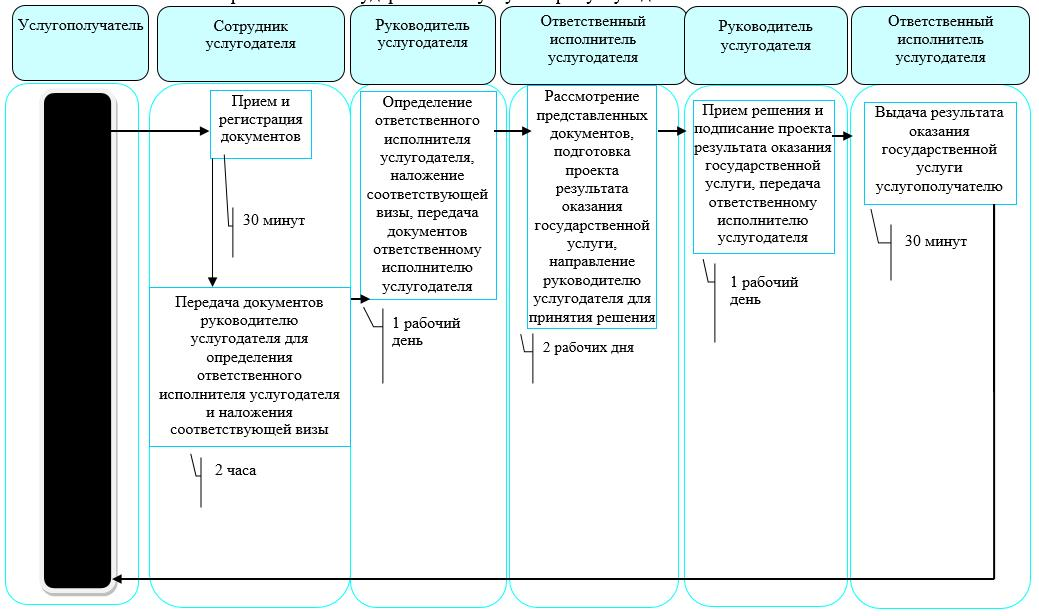 Услугополучатель
Сотрудник
услугодателя
Руководитель
услугодателя
Ответственный
исполнитель
услугодателя
Руководитель
услугодателя
Ответственный
исполнитель
услугодателя
Прием и
регистрация
документов
30 минут
Передача документов
руководителю
услугодателя для
определения
ответственного
исполнителя услугодателя
и наложения
соответствующей визы
2 часа
Определение
ответственного
исполнителя
услугодателя,
наложение
соответствующей
визы, передача
документов
ответственному
исполнителю
услугодателя
1 рабочий
день
Рассмотрение
представленных
документов,
подготовка
проекта
результата
оказания
государственной
услуги,
направление
руководителю
услугодателя для
принятия решения
2 рабочих дня
Прием решения и
подписание проекта
результата оказания
государственной
услуги, передача
ответственному
исполнителю
услугодателя
1 рабочий
день
Выдача результата
оказания
государственной
услуги
услугополучателю
30 минут